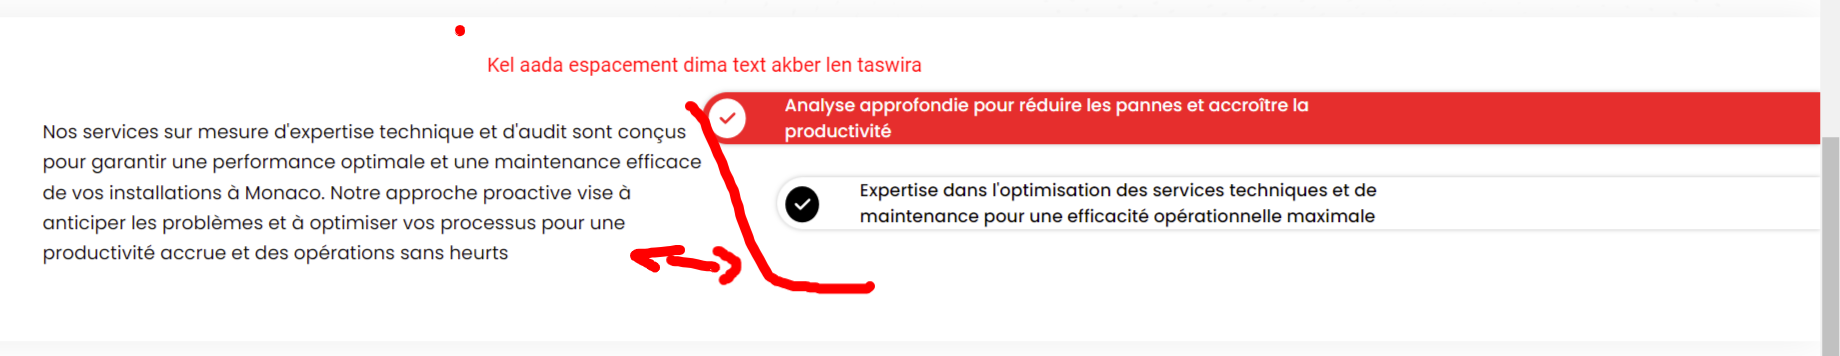 Kel aada espacement dima text akber len taswira
Nos services sur mesure d'expertise technique et d'audit sont conçus
pour garantir une performance optimale et une maintenance efficace
de vos installations à Monaco. Notre approche proactive vise à
anticiper les problèmes et à optimiser vos processus pour une
productivité accrue et des opérations sans heurts
Analyse approfondie pour réduire les pannes et accroître la
productivité
Expertise dans l'optimisation des services techniques et de
maintenance pour une efficacité opérationnelle maximale